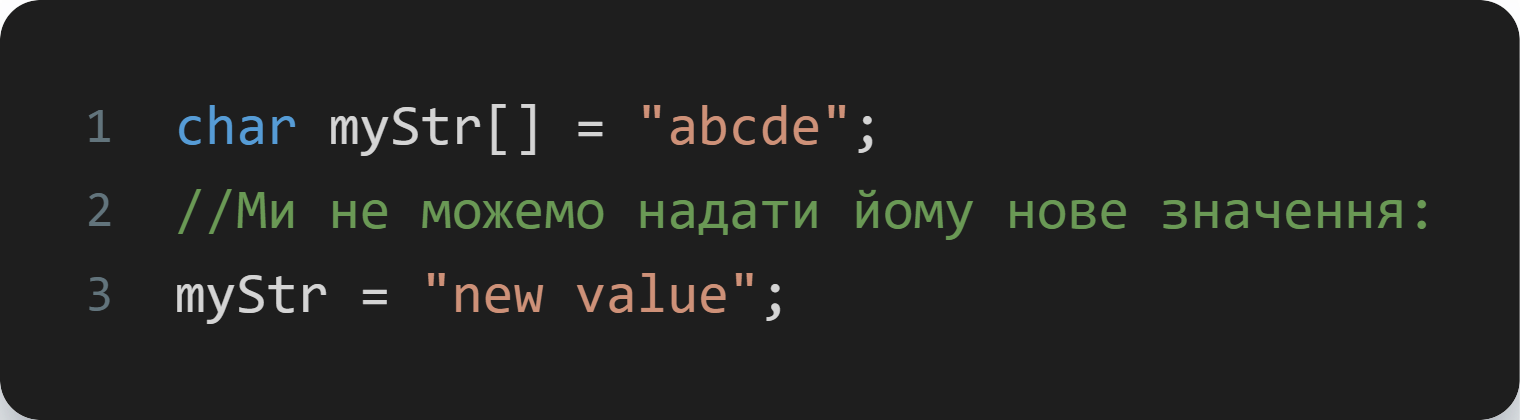 1 char myStr[] = "abcde";
2 //Ми не можемо надати йому нове значення:
3 myStr = "new value";